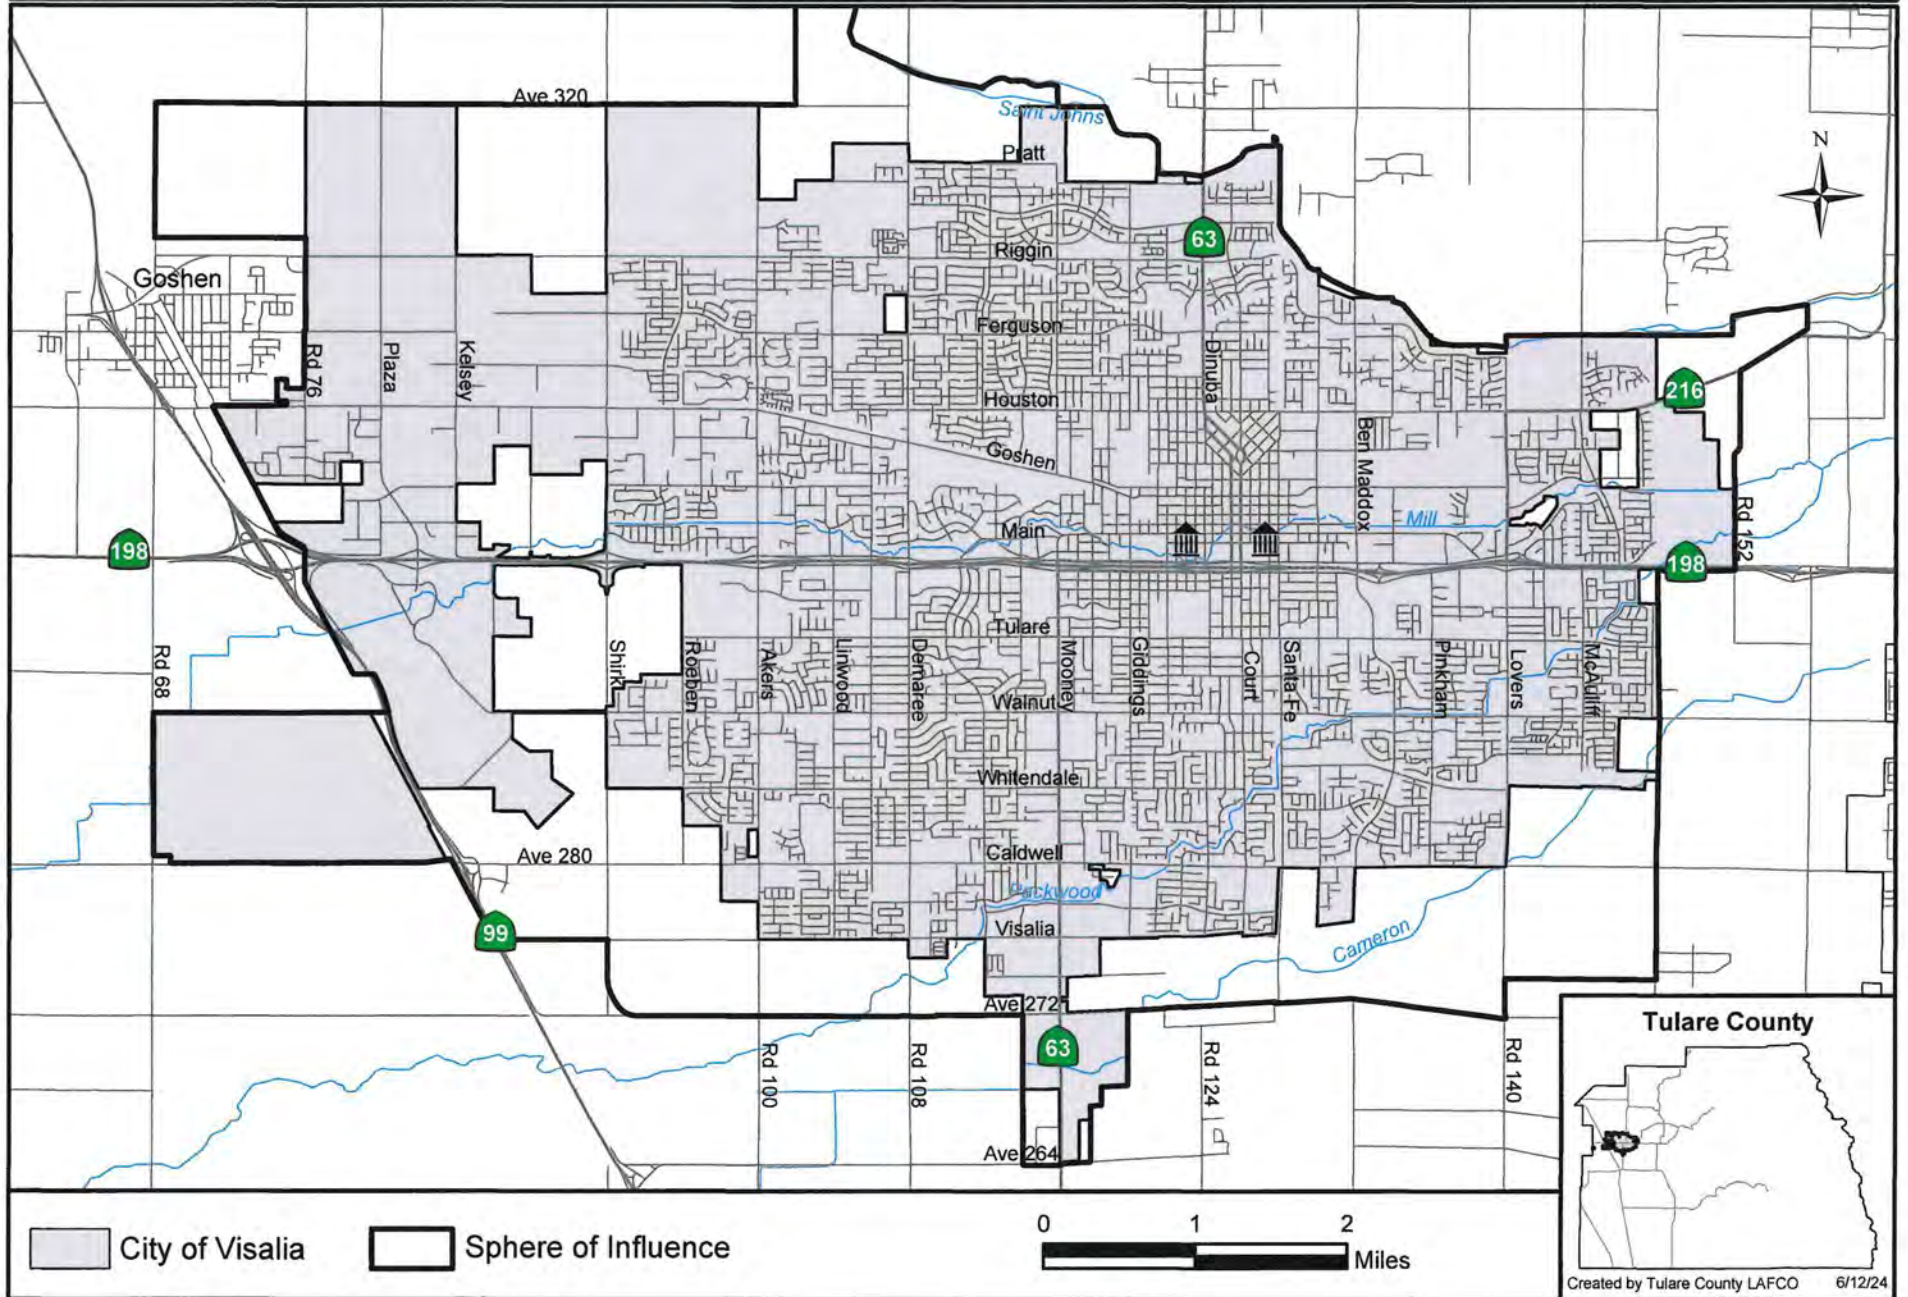 Ave 320
Saint Johns
N
Pratt
63
Riggin
Goshen
Ferguson
Rd 76
Plaza
Kelsey
Dinuba
216
Houston
Ben Maddox
Goshen
Rd 152
Main
Mill
198
198
Tulare
Rd 68
Shirk
Roeben
Akers
Linwood
Demaree
Mooney
Giddings
Court
Santa Fe
Pinkham
Lovers
McAuliff
Walnut
Whitendale
Ave 280
Caldwell
Packwood
99
Visalia
Cameron
Ave 272
63
Rd 100
Rd 108
Rd 124
Rd 140
Ave 264
Tulare County
City of Visalia
Sphere of Influence
0 1 2
Miles
Created by Tulare County LAFCO 6/12/24